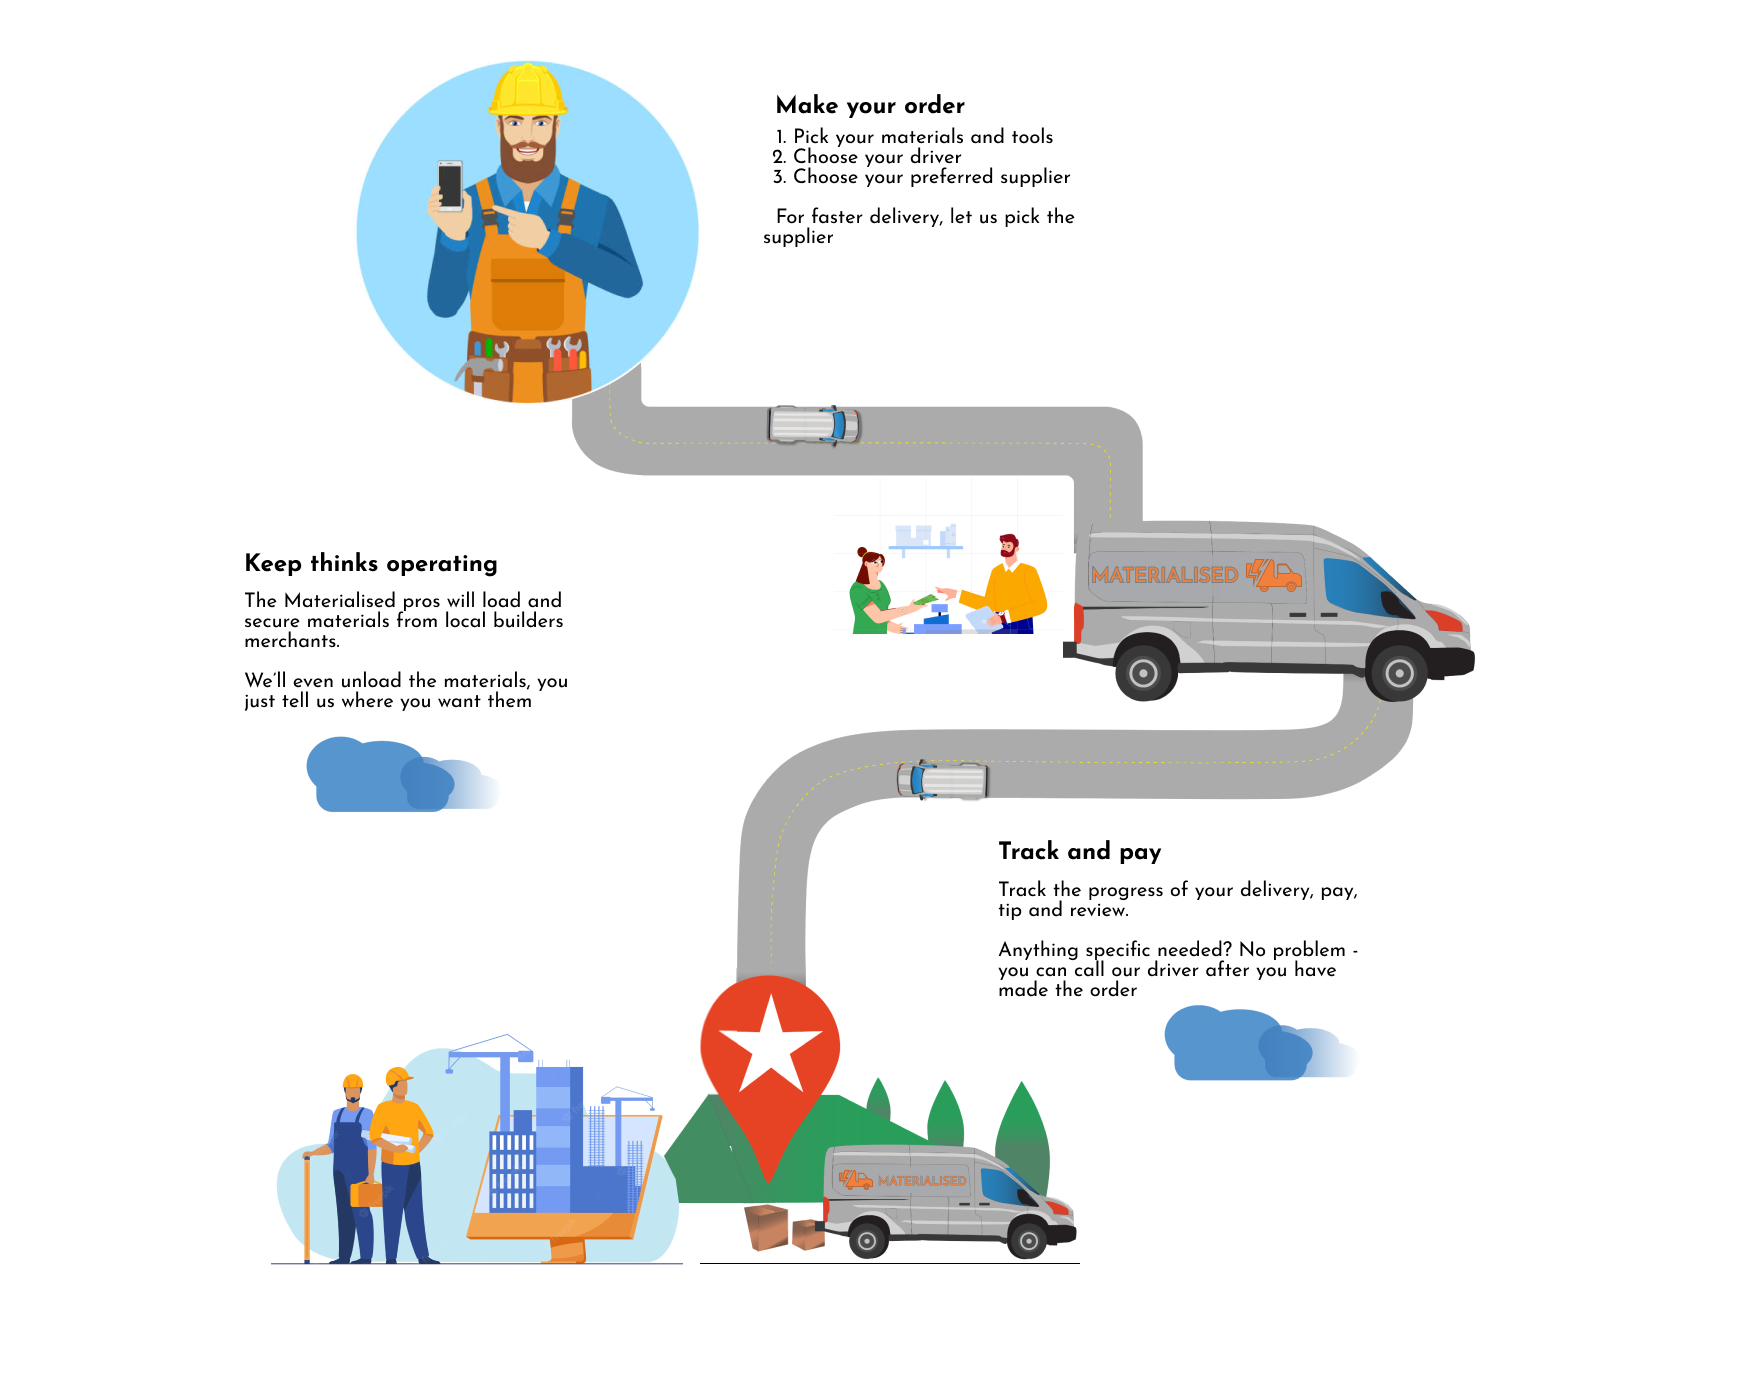 Make your order
1. Pick your materials and tools
2. Choose your driver
3. Choose your preferred supplier
For faster delivery, let us pick the
supplier
Keep thinks operating
The Materialised pros will load and
secure materials from local builders
merchants.
We'll even unload the materials, you
just tell us where you want them
MATERIALISED
Track and pay
Track the progress of your delivery, pay,
tip and review.
Anything specific needed? No problem -
you can call our driver after you have
made the order
MATERIALISED